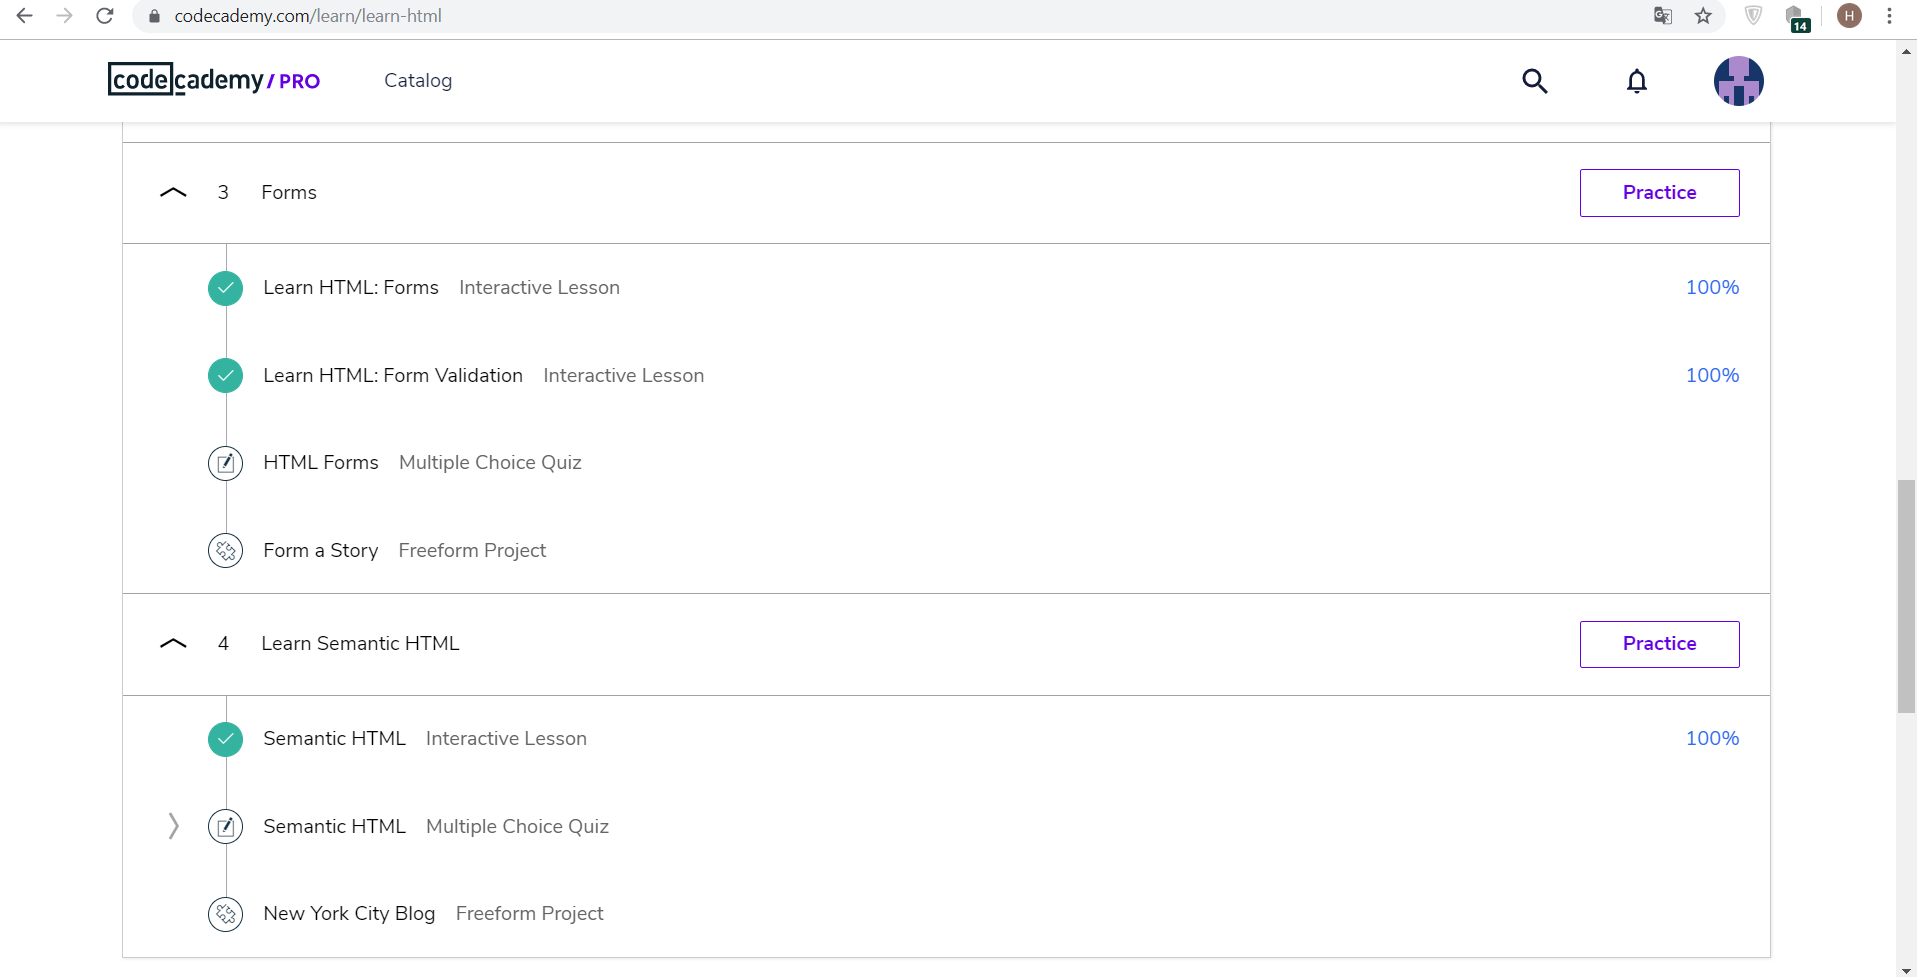 codecademy.com/learn/learn-html
14
H
codecademy / PRO
Catalog
3 Forms Practice
Learn HTML: Forms Interactive Lesson 100%
Learn HTML: Form Validation Interactive Lesson 100%
HTML Forms Multiple Choice Quiz
Form a Story Freeform Project
4 Learn Semantic HTML Practice
Semantic HTML Interactive Lesson 100%
Semantic HTML Multiple Choice Quiz
New York City Blog Freeform Project